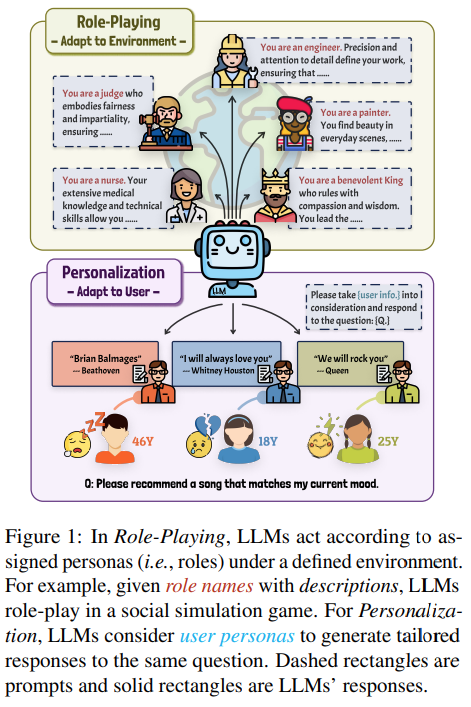 Role-Playing
– Adapt to Environment –
You are an engineer. Precision and
attention to detail define your work,
ensuring that ......
You are a judge who
embodies fairness
and impartiality,
ensuring ......
You are a painter.
You find beauty in
everyday scenes, ......
You are a nurse. Your
extensive medical
knowledge and technical
skills allow you ......
You are a benevolent King
who rules with
compassion and wisdom.
You lead the ......
LLM
Personalization
– Adapt to User –
Please take {user info.} into
consideration and respond
to the question: {Q.}
“Brian Balmages”
--- Beathoven
“I will always love you”
--- Whitney Houston
“We will rock you”
--- Queen
46Y
18Y
25Y
Q: Please recommend a song that matches my current mood.
Figure 1: In Role-Playing, LLMs act according to as-
signed personas (i.e., roles) under a defined environment.
For example, given role names with descriptions, LLMs
role-play in a social simulation game. For Personaliza-
tion, LLMs consider user personas to generate tailored
responses to the same question. Dashed rectangles are
prompts and solid rectangles are LLMs’ responses.